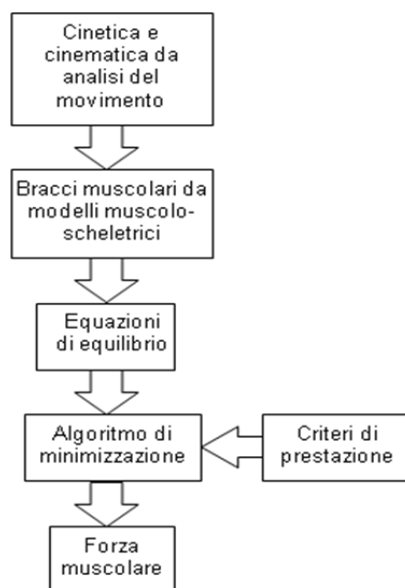 Cinetica e
cinematica da
analisi del
movimento
Bracci muscolari da
modelli muscolo-
scheletrici
Equazioni
di equilibrio
Algoritmo di
minimizzazione
Criteri di
prestazione
Forza
muscolare